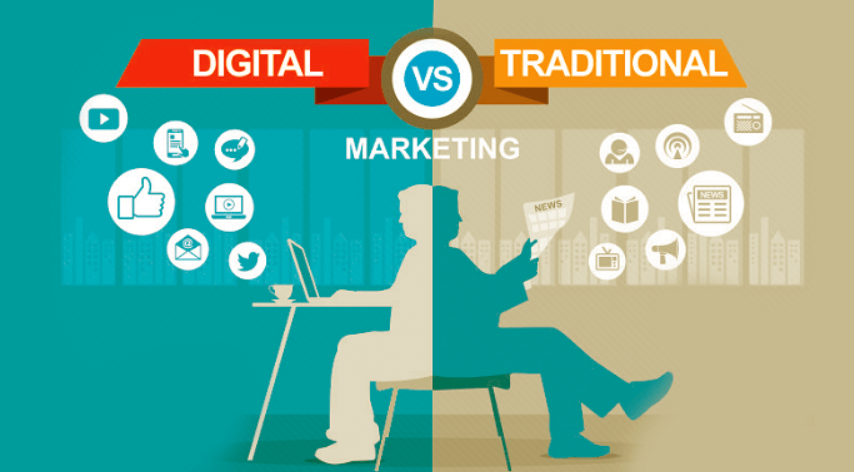 DIGITAL VS TRADITIONAL
MARKETING
NEWS
NEWS
@